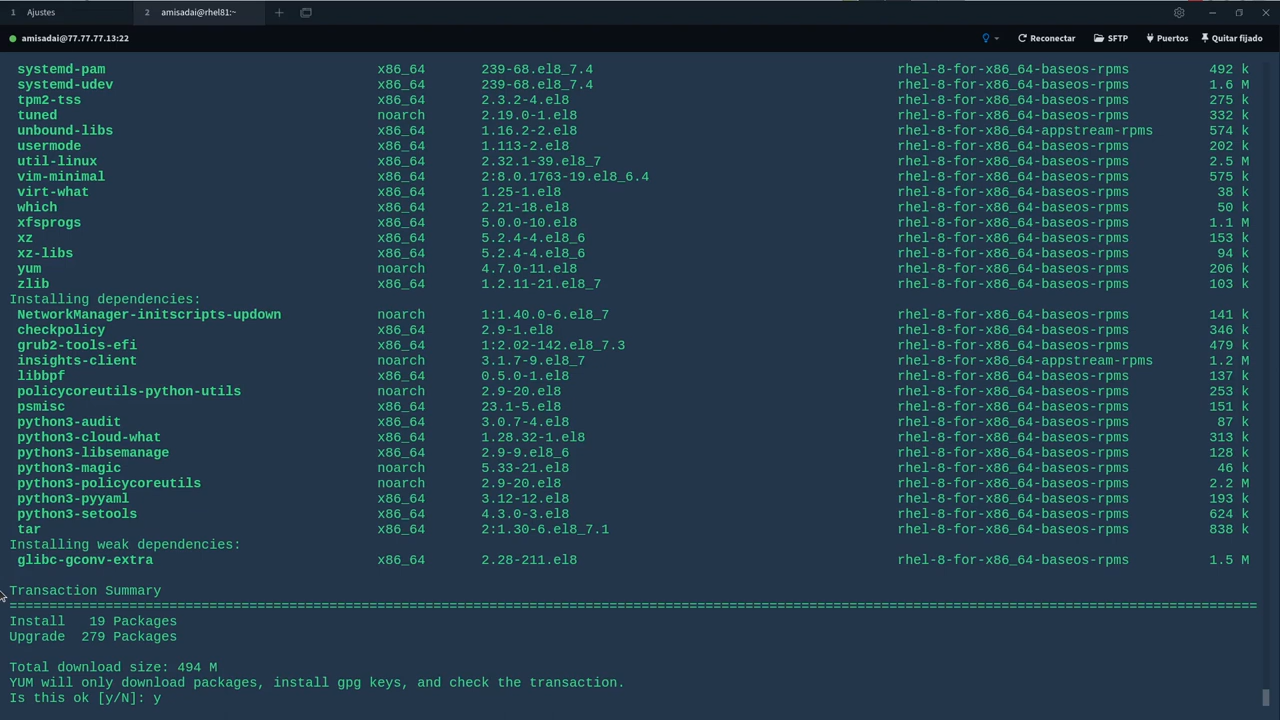 1 Ajustes 2 amisadai@rhel81:~
amisadai@77.77.77.13:22 Reconectar SFTP Puertos Quitar fijado
systemd-pam x86_64 239-68.el8_7.4 rhel-8-for-x86_64-baseos-rpms 492 k
systemd-udev x86_64 239-68.el8_7.4 rhel-8-for-x86_64-baseos-rpms 1.6 M
tpm2-tss x86_64 2.3.2-4.el8 rhel-8-for-x86_64-baseos-rpms 275 k
tuned noarch 2.19.0-1.el8 rhel-8-for-x86_64-baseos-rpms 332 k
unbound-libs x86_64 1.16.2-2.el8 rhel-8-for-x86_64-appstream-rpms 574 k
usermode x86_64 1.113-2.el8 rhel-8-for-x86_64-baseos-rpms 202 k
util-linux x86_64 2.32.1-39.el8_7 rhel-8-for-x86_64-baseos-rpms 2.5 M
vim-minimal x86_64 2:8.0.1763-19.el8_6.4 rhel-8-for-x86_64-baseos-rpms 575 k
virt-what x86_64 1.25-1.el8 rhel-8-for-x86_64-baseos-rpms 38 k
which x86_64 2.21-18.el8 rhel-8-for-x86_64-baseos-rpms 50 k
xfsprogs x86_64 5.0.0-10.el8 rhel-8-for-x86_64-baseos-rpms 1.1 M
xz x86_64 5.2.4-4.el8_6 rhel-8-for-x86_64-baseos-rpms 153 k
xz-libs x86_64 5.2.4-4.el8_6 rhel-8-for-x86_64-baseos-rpms 94 k
yum noarch 4.7.0-11.el8 rhel-8-for-x86_64-baseos-rpms 206 k
zlib x86_64 1.2.11-21.el8_7 rhel-8-for-x86_64-baseos-rpms 103 k
Installing dependencies:
NetworkManager-initscripts-updown noarch 1:1.40.0-6.el8_7 rhel-8-for-x86_64-baseos-rpms 141 k
checkpolicy x86_64 2.9-1.el8 rhel-8-for-x86_64-baseos-rpms 346 k
grub2-tools-efi x86_64 1:2.02-142.el8_7.3 rhel-8-for-x86_64-baseos-rpms 479 k
insights-client noarch 3.1.7-9.el8_7 rhel-8-for-x86_64-appstream-rpms 1.2 M
libbpf x86_64 0.5.0-1.el8 rhel-8-for-x86_64-baseos-rpms 137 k
policycoreutils-python-utils noarch 2.9-20.el8 rhel-8-for-x86_64-baseos-rpms 253 k
psmisc x86_64 23.1-5.el8 rhel-8-for-x86_64-baseos-rpms 151 k
python3-audit x86_64 3.0.7-4.el8 rhel-8-for-x86_64-baseos-rpms 87 k
python3-cloud-what x86_64 1.28.32-1.el8 rhel-8-for-x86_64-baseos-rpms 313 k
python3-libsemanage x86_64 2.9-9.el8_6 rhel-8-for-x86_64-baseos-rpms 128 k
python3-magic noarch 5.33-21.el8 rhel-8-for-x86_64-baseos-rpms 46 k
python3-policycoreutils noarch 2.9-20.el8 rhel-8-for-x86_64-baseos-rpms 2.2 M
python3-pyyaml x86_64 3.12-12.el8 rhel-8-for-x86_64-baseos-rpms 193 k
python3-setools x86_64 4.3.0-3.el8 rhel-8-for-x86_64-baseos-rpms 624 k
tar x86_64 2:1.30-6.el8_7.1 rhel-8-for-x86_64-baseos-rpms 838 k
Installing weak dependencies:
glibc-gconv-extra x86_64 2.28-211.el8 rhel-8-for-x86_64-baseos-rpms 1.5 M
Transaction Summary
================================================================================
Install 19 Packages
Upgrade 279 Packages
Total download size: 494 M
YUM will only download packages, install gpg keys, and check the transaction.
Is this ok [y/N]: y